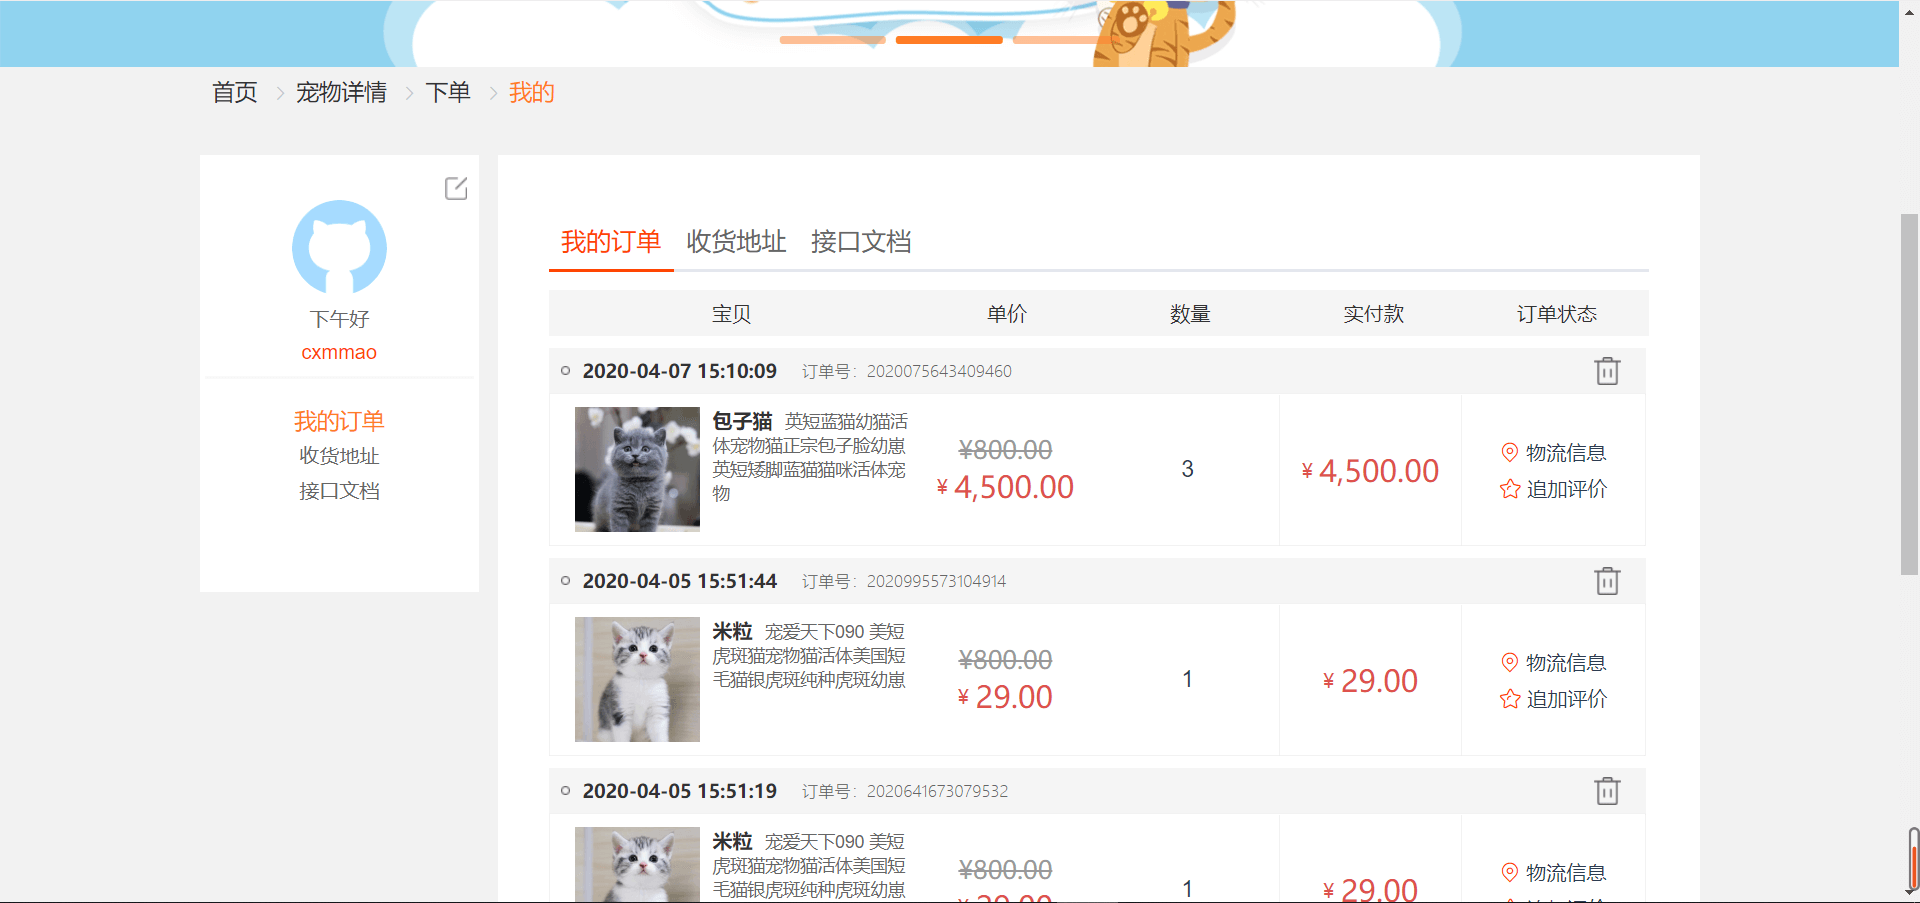 首页 宠物详情 下单 我的
下午好
cxmmao
我的订单
收货地址
接口文档
我的订单 收货地址 接口文档
宝贝 单价 数量 实付款 订单状态
2020-04-07 15:10:09 订单号：2020075643409460
包子猫 英短蓝猫幼猫活
体宠物猫正宗包子脸幼崽
英短矮脚蓝猫猫咪活体宠
物
¥800.00
¥ 4,500.00
3
¥ 4,500.00
物流信息
追加评价
2020-04-05 15:51:44 订单号：2020995573104914
米粒 宠爱天下090 美短
虎斑猫宠物猫活体美国短
毛猫银虎斑纯种虎斑幼崽
¥800.00
¥ 29.00
1
¥ 29.00
物流信息
追加评价
2020-04-05 15:51:19 订单号：2020641673079532
米粒 宠爱天下090 美短
虎斑猫宠物猫活体美国短
毛猫银虎斑纯种虎斑幼崽
¥800.00
1
¥ 29.00
物流信息